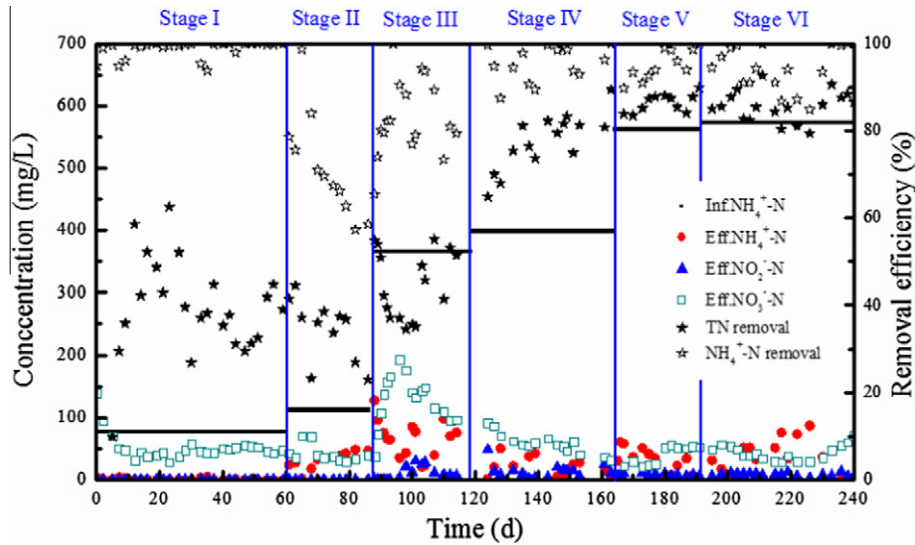 Stage I Stage II Stage III Stage IV Stage V Stage VI
700 100
600
500 80
400 60
300 40
200
100 20
0 0
Conccentration (mg/L)
Removal efficiency (%)
Inf.NH₄⁺-N
Eff.NH₄⁺-N
Eff.NO₂⁻-N
Eff.NO₃⁻-N
TN removal
NH₄⁺-N removal
0 20 40 60 80 100 120 140 160 180 200 220 240
Time (d)